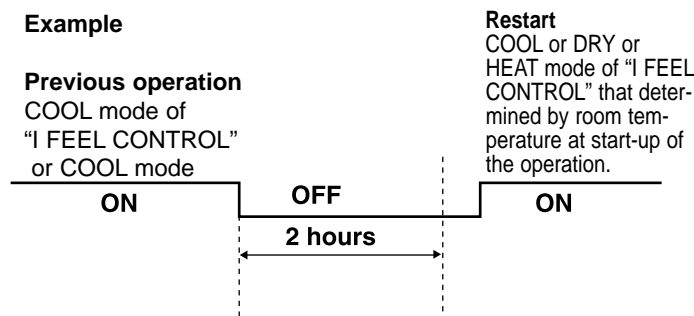 Example
Previous operation
COOL mode of
“I FEEL CONTROL”
or COOL mode
Restart
COOL or DRY or
HEAT mode of “I FEEL
CONTROL” that deter-
mined by room tem-
perature at start-up of
the operation.
ON
OFF
ON
2 hours